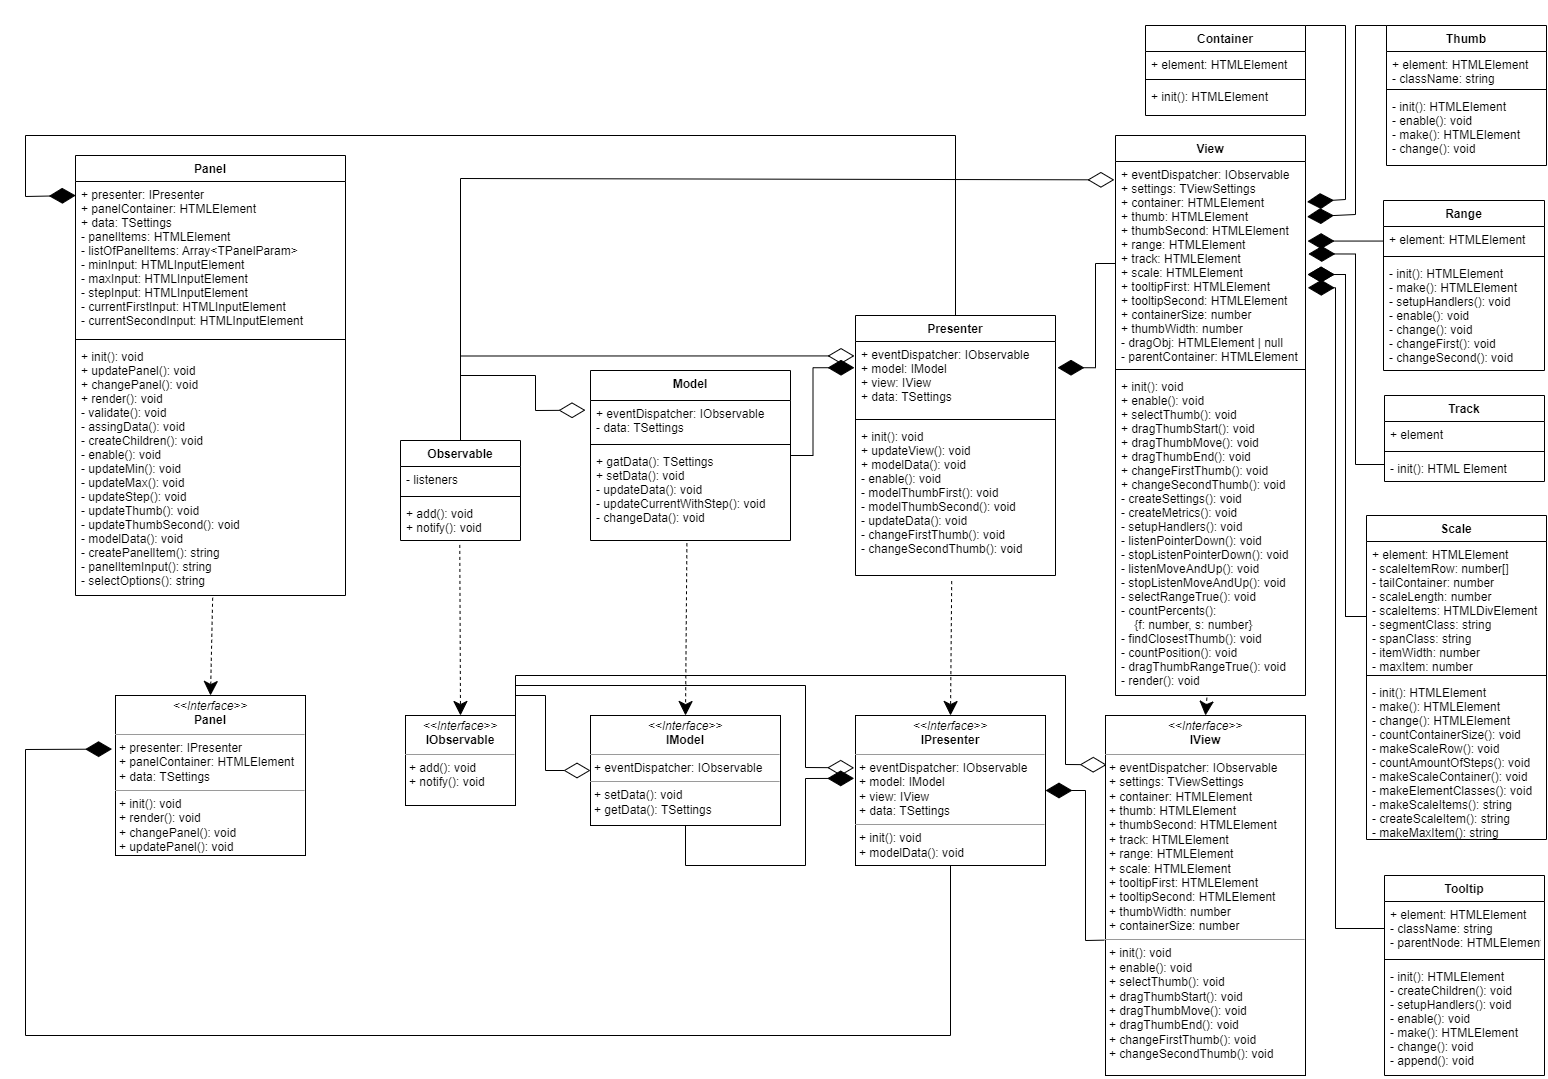 Container
+ element: HTMLElement
+ init(): HTMLElement
Thumb
+ element: HTMLElement
- className: string
- init(): HTMLElement
- enable(): void
- make(): HTMLElement
- change(): void
Panel
+ presenter: IPresenter
+ panelContainer: HTMLElement
+ data: TSettings
- panelItems: HTMLElement
- listOfPanelItems: Array<TPanelParam>
- minInput: HTMLInputElement
- maxInput: HTMLInputElement
- stepInput: HTMLInputElement
- currentFirstInput: HTMLInputElement
- currentSecondInput: HTMLInputElement
+ init(): void
+ updatePanel(): void
+ changePanel(): void
+ render(): void
- validate(): void
- assingData(): void
- createChildren(): void
- enable(): void
- updateMin(): void
- updateMax(): void
- updateStep(): void
- updateThumb(): void
- updateThumbSecond(): void
- modelData(): void
- createPanelItem(): string
- panelItemInput(): string
- selectOptions(): string
Observable
- listeners
+ add(): void
+ notify(): void
Model
+ eventDispatcher: IObservable
- data: TSettings
+ gatData(): TSettings
+ setData(): void
- updateData(): void
- updateCurrentWithStep(): void
- changeData(): void
Presenter
+ eventDispatcher: IObservable
+ model: IModel
+ view: IView
+ data: TSettings
+ init(): void
+ updateView(): void
+ modelData(): void
- enable(): void
- modelThumbFirst(): void
- modelThumbSecond(): void
- updateData(): void
- changeFirstThumb(): void
- changeSecondThumb(): void
View
+ eventDispatcher: IObservable
+ settings: TViewSettings
+ container: HTMLElement
+ thumb: HTMLElement
+ thumbSecond: HTMLElement
+ range: HTMLElement
+ track: HTMLElement
+ scale: HTMLElement
+ tooltipFirst: HTMLElement
+ tooltipSecond: HTMLElement
+ containerSize: number
+ thumbWidth: number
- dragObj: HTMLElement | null
- parentContainer: HTMLElement
+ init(): void
+ enable(): void
+ selectThumb(): void
+ dragThumbStart(): void
+ dragThumbMove(): void
+ dragThumbEnd(): void
+ changeFirstThumb(): void
+ changeSecondThumb(): void
- createSettings(): void
- createMetrics(): void
- setupHandlers(): void
- listenPointerDown(): void
- stopListenPointerDown(): void
- listenMoveAndUp(): void
- stopListenMoveAndUp(): void
- selectRangeTrue(): void
- countPercents():
{f: number, s: number}
- findClosestThumb(): void
- countPosition(): void
- dragThumbRangeTrue(): void
- render(): void
Range
+ element: HTMLElement
- init(): HTMLElement
- make(): HTMLElement
- setupHandlers(): void
- enable(): void
- change(): void
- changeFirst(): void
- changeSecond(): void
Track
+ element
- init(): HTML Element
Scale
+ element: HTMLElement
- scaleItemRow: number[]
- tailContainer: number
- scaleLength: number
- scaleItems: HTMLDivElement
- segmentClass: string
- spanClass: string
- itemWidth: number
- maxItem: number
- init(): HTMLElement
- make(): HTMLElement
- change(): HTMLElement
- countContainerSize(): void
- makeScaleRow(): void
- countAmountOfSteps(): void
- makeScaleContainer(): void
- makeElementClasses(): void
- makeScaleItems(): string
- createScaleItem(): string
- makeMaxItem(): string
Tooltip
+ element: HTMLElement
- className: string
- parentNode: HTMLElemen
- init(): HTMLElement
- createChildren(): void
- setupHandlers(): void
- enable(): void
- make(): HTMLElement
- change(): void
- append(): void
<<Interface>>
Panel
+ presenter: IPresenter
+ panelContainer: HTMLElement
+ data: TSettings
+ init(): void
+ render(): void
+ changePanel(): void
+ updatePanel(): void
<<Interface>>
IObservable
+ add(): void
+ notify(): void
<<Interface>>
IModel
+ eventDispatcher: IObservable
+ setData(): void
+ getData(): TSettings
<<Interface>>
IPresenter
+ eventDispatcher: IObservable
+ model: IModel
+ view: IView
+ data: TSettings
+ init(): void
+ modelData(): void
<<Interface>>
IView
+ eventDispatcher: IObservable
+ settings: TViewSettings
+ container: HTMLElement
+ thumb: HTMLElement
+ thumbSecond: HTMLElement
+ track: HTMLElement
+ range: HTMLElement
+ scale: HTMLElement
+ tooltipFirst: HTMLElement
+ tooltipSecond: HTMLElement
+ thumbWidth: number
+ containerSize: number
+ init(): void
+ enable(): void
+ selectThumb(): void
+ dragThumbStart(): void
+ dragThumbMove(): void
+ dragThumbEnd(): void
+ changeFirstThumb(): void
+ changeSecondThumb(): void